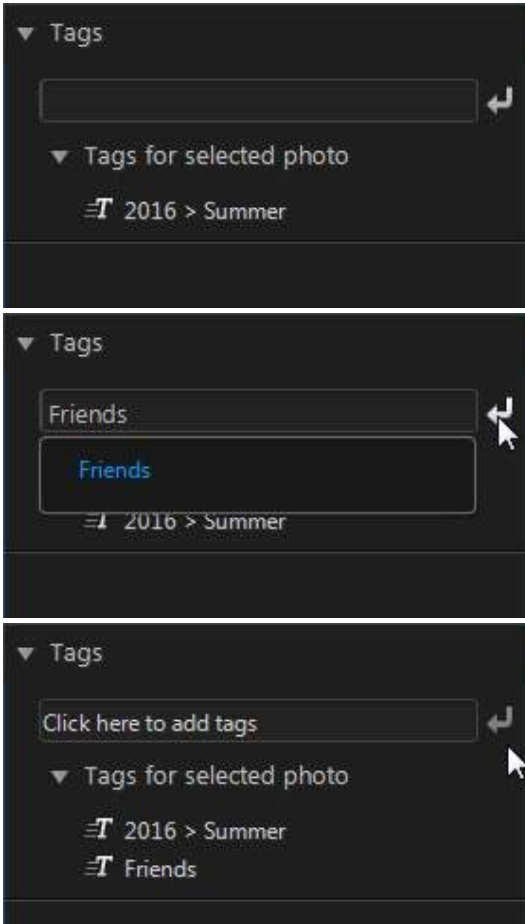 Tags
Tags for selected photo
2016 > Summer
Tags
Friends
Friends
2016 > Summer
Tags
Click here to add tags
Tags for selected photo
2016 > Summer
Friends